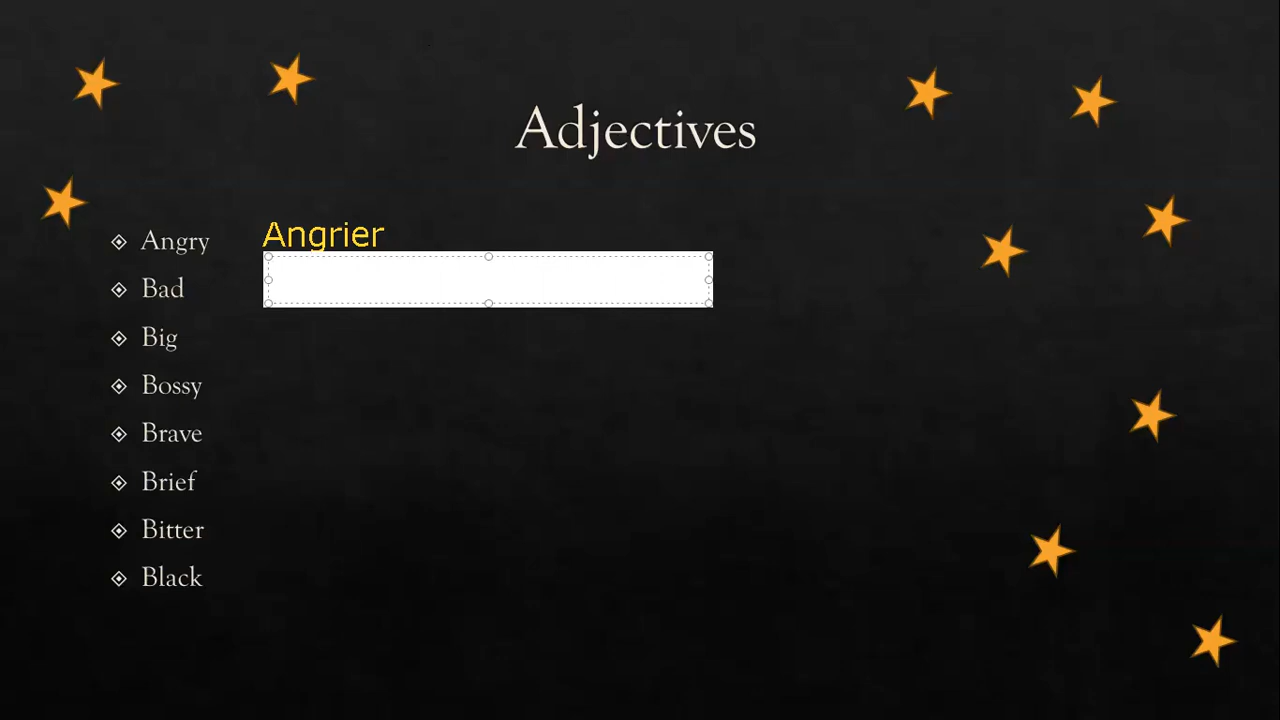 Adjectives
Angry
Angrier
Bad
Big
Bossy
Brave
Brief
Bitter
Black